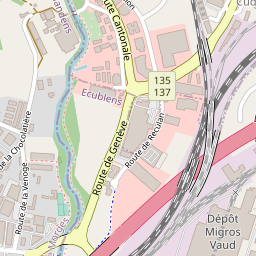 Route Cantonale
Ecublens
135
137
Route de Genève
Route de Reculan
de la Chocolatière
Route de la Venoge
Dépôt
Migros
Vaud